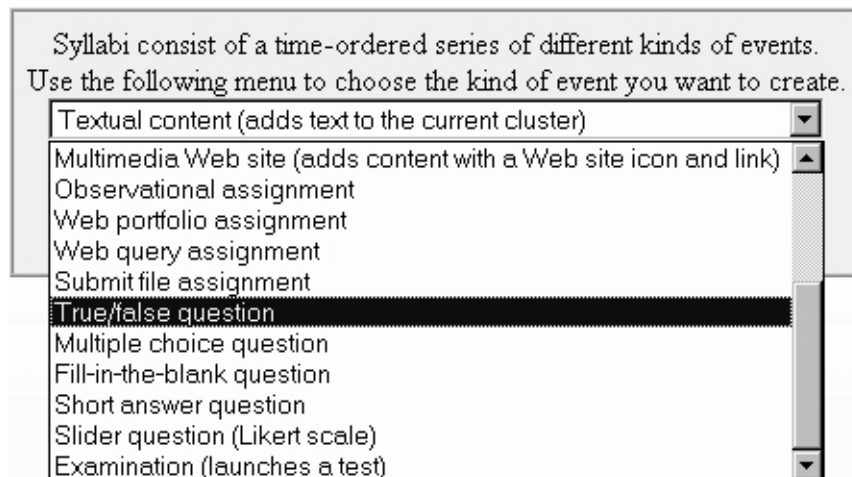 Syllabi consist of a time-ordered series of different kinds of events.
Use the following menu to choose the kind of event you want to create.
Textual content (adds text to the current cluster)
Multimedia Web site (adds content with a Web site icon and link)
Observational assignment
Web portfolio assignment
Web query assignment
Submit file assignment
True/false question
Multiple choice question
Fill-in-the-blank question
Short answer question
Slider question (Likert scale)
Examination (launches a test)